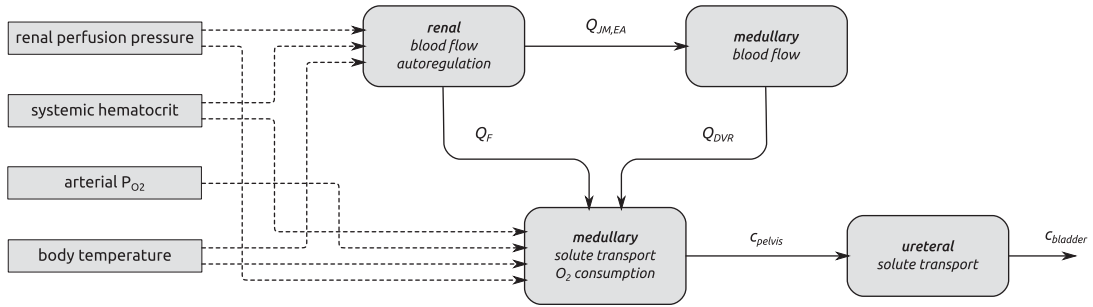 renal perfusion pressure
systemic hematocrit
arterial P_O2
body temperature
renal
blood flow
autoregulation
Q_JM,EA
medullary
blood flow
Q_F
Q_DVR
medullary
solute transport
O_2 consumption
c_pelvis
ureteral
solute transport
c_bladder